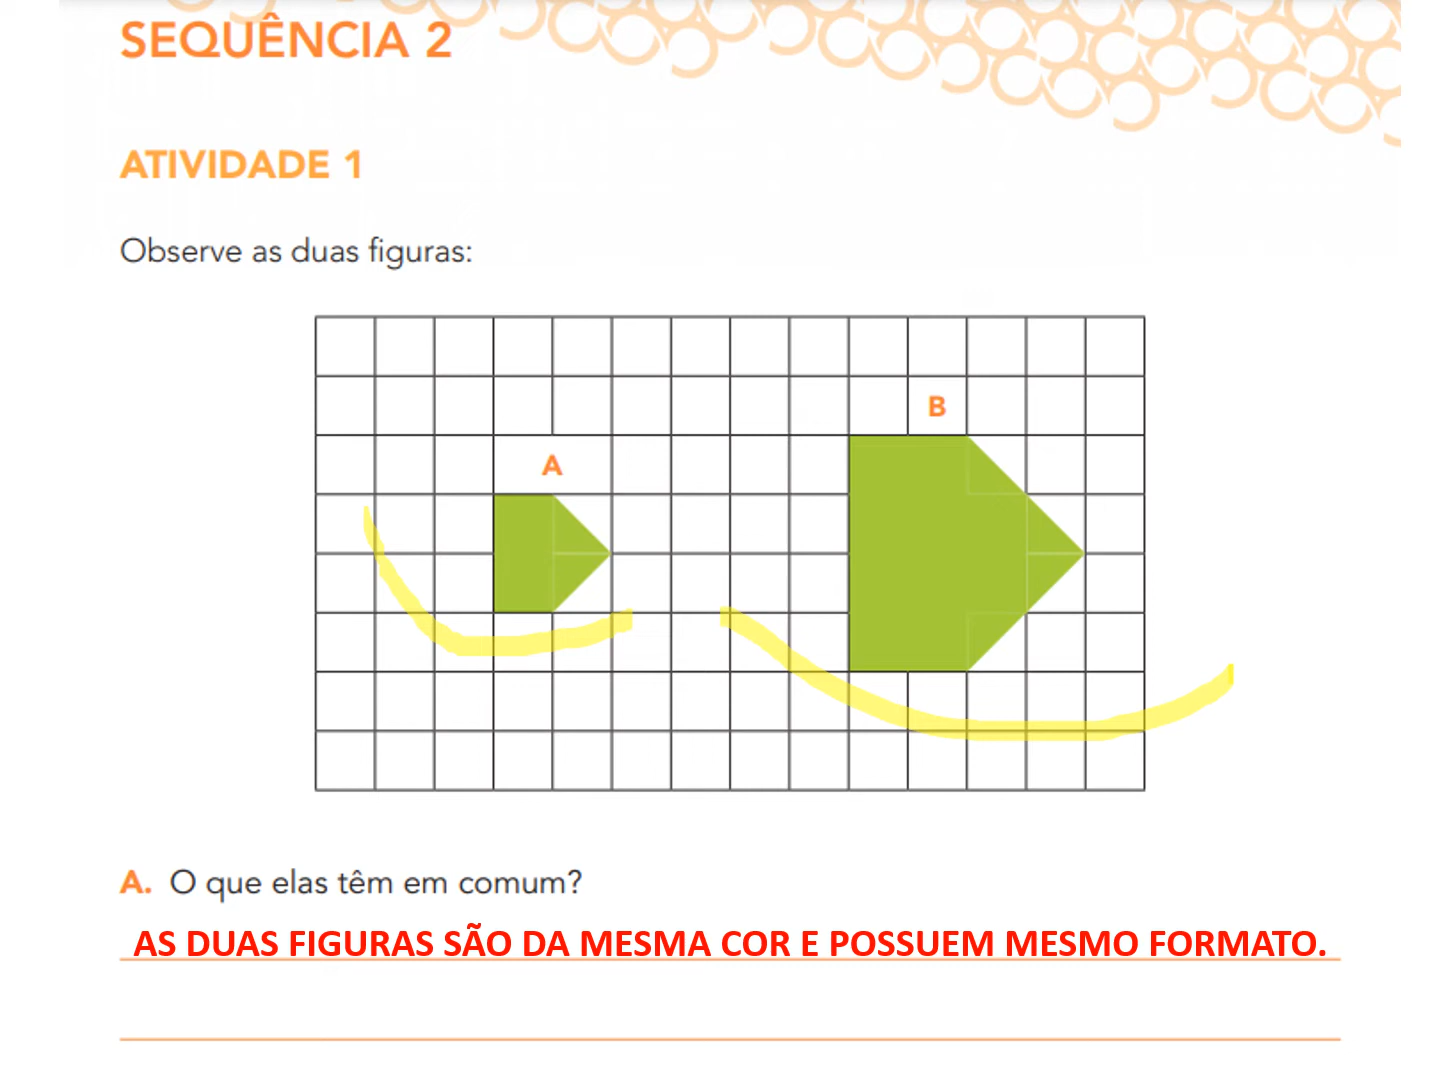 SEQUÊNCIA 2
ATIVIDADE 1
Observe as duas figuras:
B
A
A. O que elas têm em comum?
AS DUAS FIGURAS SÃO DA MESMA COR E POSSUEM MESMO FORMATO.